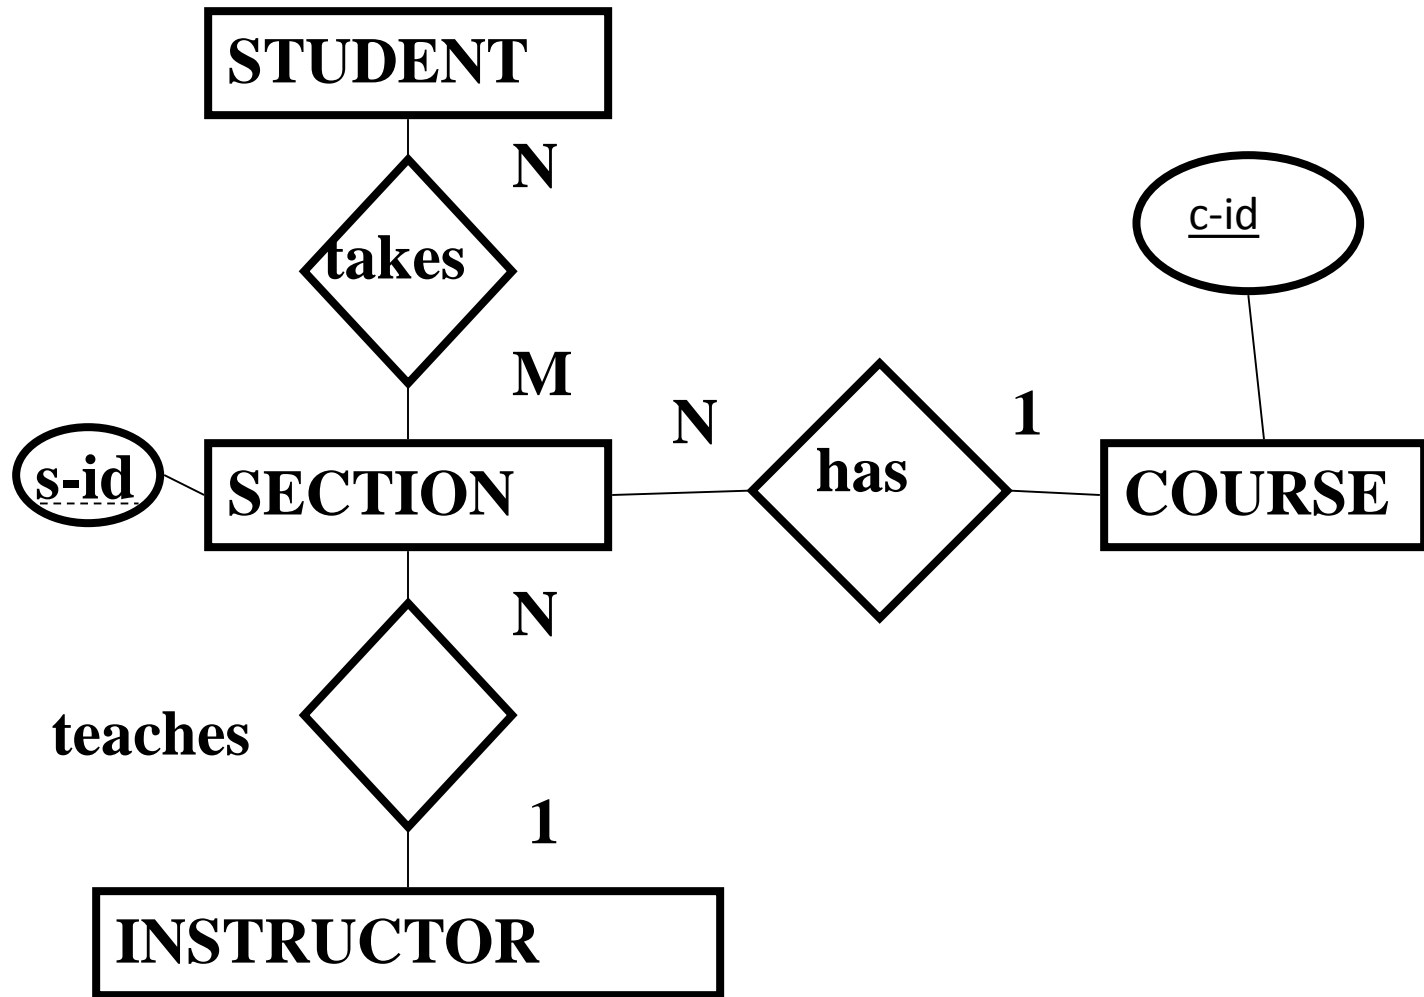 STUDENT
N
takes
c-id
M
N
1
has
s-id
SECTION
COURSE
N
teaches
1
INSTRUCTOR